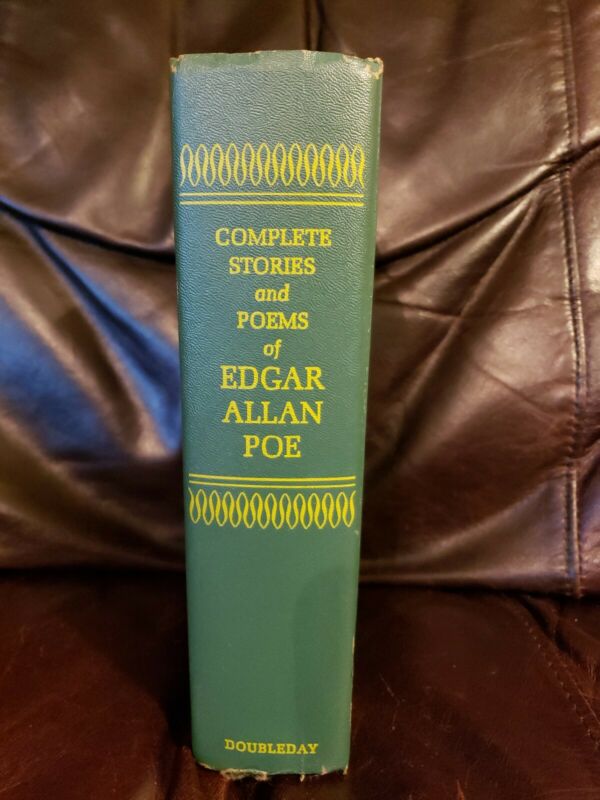 COMPLETE
STORIES
and
POEMS
of
EDGAR
ALLAN
POE
DOUBLEDAY